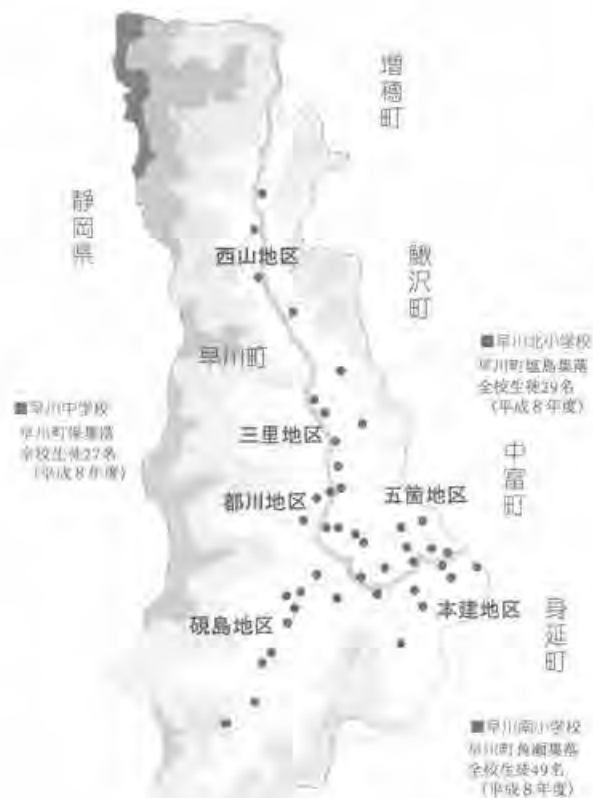 増穂町
静岡県
西山地区
鰍沢町
早川町
■早川北小学校
早川町塩島集落
全校生徒29名
(平成8年度)
■早川中学校
早川町保集落
全校生徒27名
(平成8年度)
三里地区
中富町
都川地区
五箇地区
硯島地区
本建地区
身延町
■早川南小学校
早川町角瀬集落
全校生徒49名
(平成8年度)